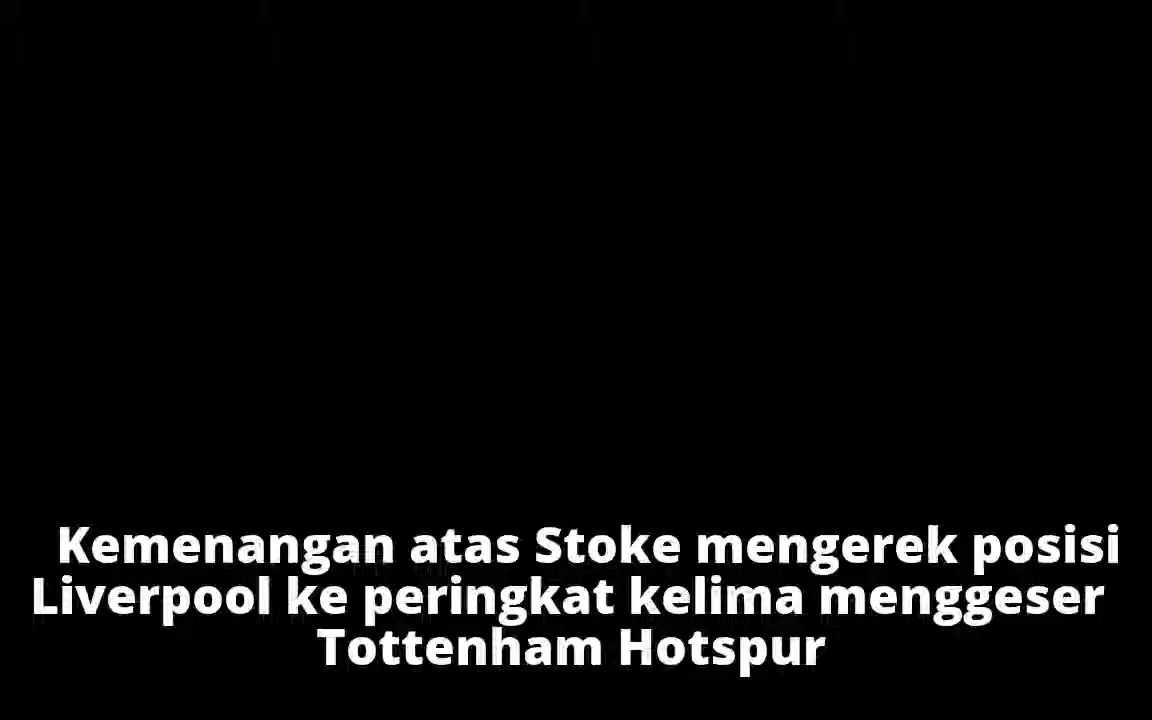 Kemenangan atas Stoke mengerek posisi
Liverpool ke peringkat kelima menggeser
Tottenham Hotspur